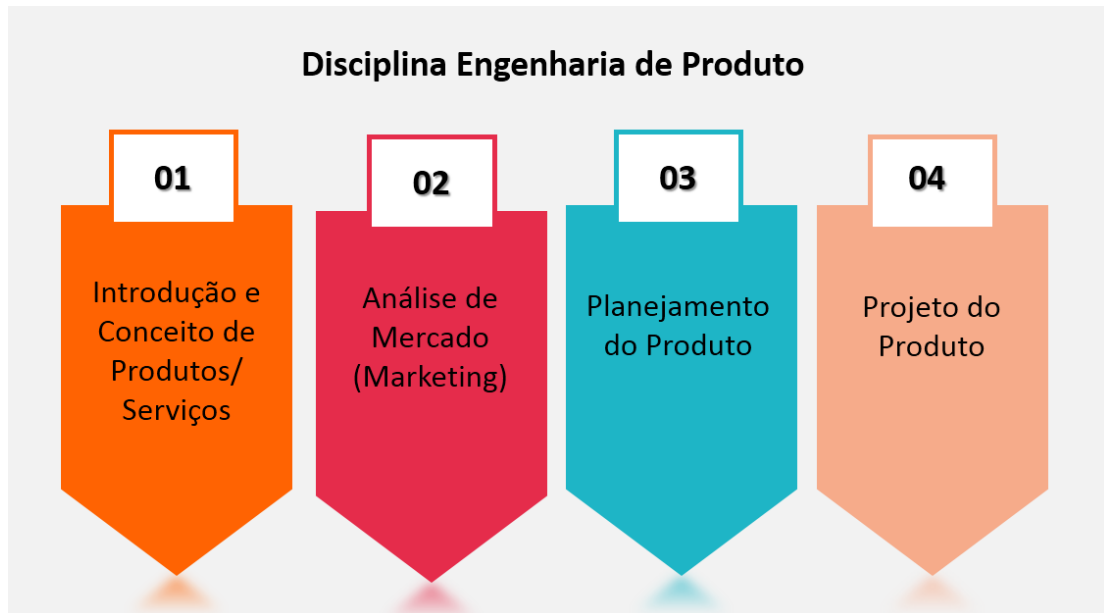 Disciplina Engenharia de Produto
01
Introdução e
Conceito de
Produtos/
Serviços
02
Análise de
Mercado
(Marketing)
03
Planejamento
do Produto
04
Projeto do
Produto